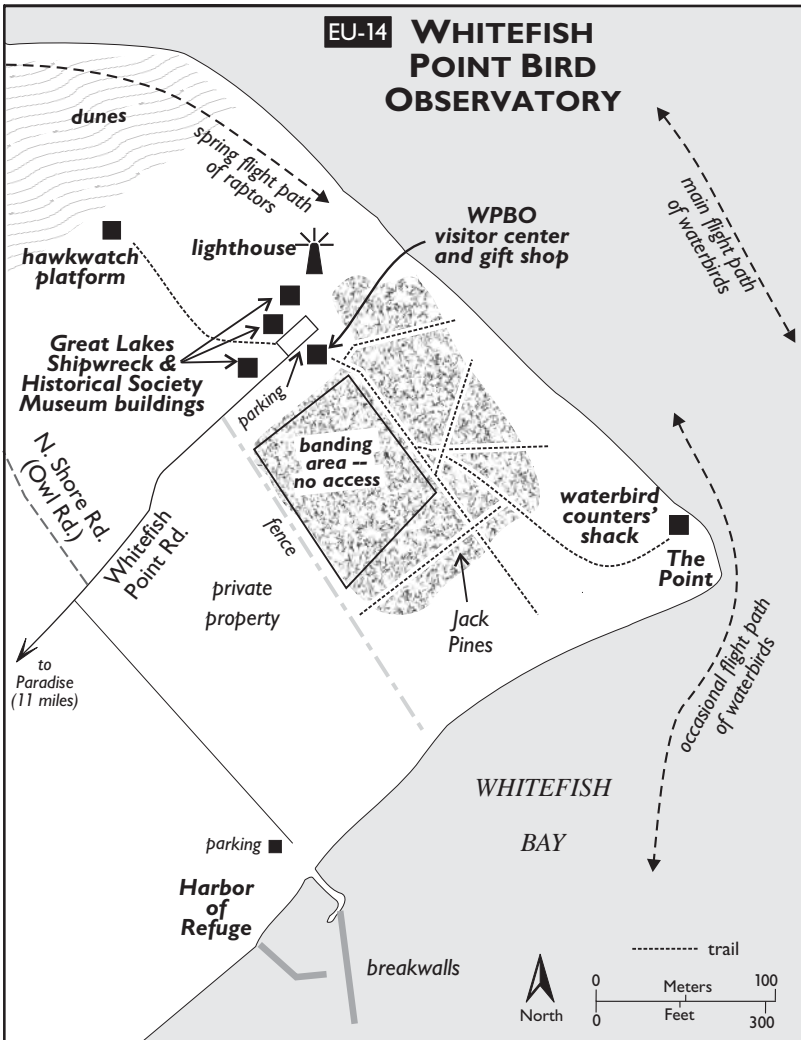 EU-14
WHITEFISH
POINT BIRD
OBSERVATORY
dunes
spring flight path
of raptors
main flight path
of waterbirds
WPBO
visitor center
and gift shop
lighthouse
hawkwatch
platform
Great Lakes
Shipwreck &
Historical Society
Museum buildings
parking
banding
area --
no access
N. Shore Rd.
(Owl Rd.)
Whitefish
Point Rd.
fence
waterbird
counters'
shack
The
Point
private
property
Jack
Pines
to
Paradise
(11 miles)
occasional flight path
of waterbirds
WHITEFISH
BAY
parking
Harbor
of
Refuge
breakwalls
trail
North
0 Meters 100
0 Feet 300